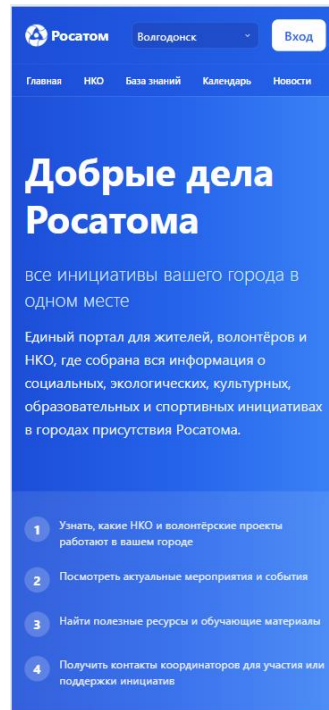 Росатом
Волгодонск
Вход
Главная НКО База знаний Календарь Новости
Добрые дела
Росатома
все инициативы вашего города в
одном месте
Единый портал для жителей, волонтёров и
НКО, где собрана вся информация о
социальных, экологических, культурных,
образовательных и спортивных инициативах
в городах присутствия Росатома.
1 Узнать, какие НКО и волонтёрские проекты
работают в вашем городе
2 Посмотреть актуальные мероприятия и события
3 Найти полезные ресурсы и обучающие материалы
4 Получить контакты координаторов для участия или
поддержки инициатив